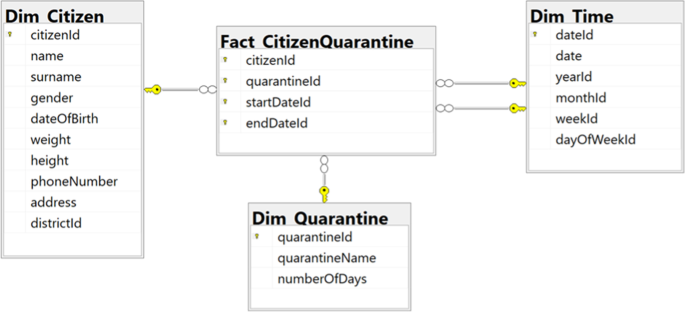 Dim_Citizen
citizenId
name
surname
gender
dateOfBirth
weight
height
phoneNumber
address
districtId
Fact_CitizenQuarantine
citizenId
quarantineId
startDateId
endDateId
Dim_Time
dateId
date
yearId
monthId
weekId
dayOfWeekId
Dim_Quarantine
quarantineId
quarantineName
numberOfDays